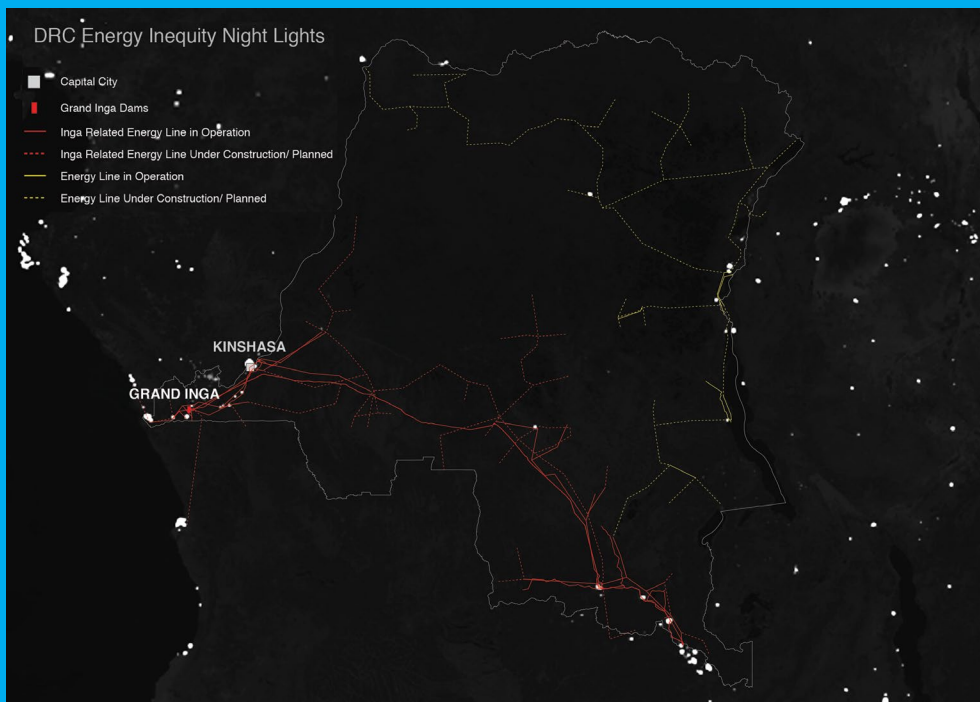 DRC Energy Inequity Night Lights
Capital City
Grand Inga Dams
Inga Related Energy Line in Operation
Inga Related Energy Line Under Construction/ Planned
Energy Line in Operation
Energy Line Under Construction/ Planned
KINSHASA
GRAND INGA